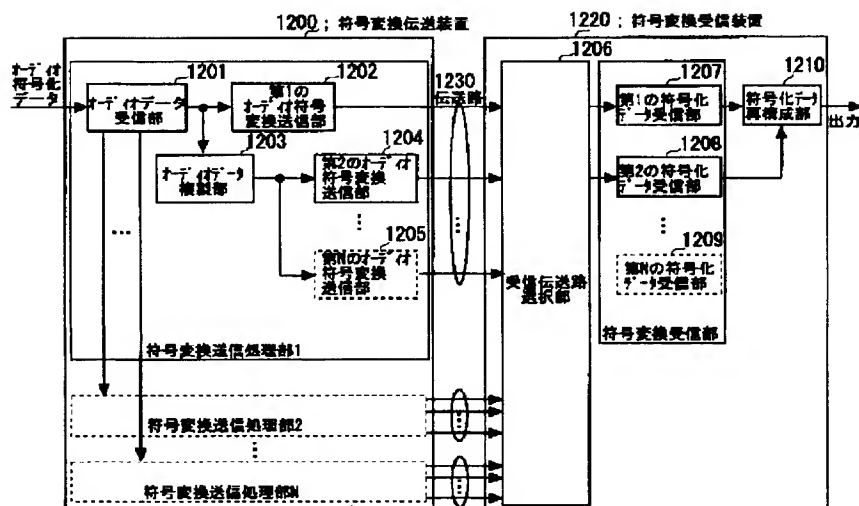 1200 ; 符号変換伝送装置
1220 ; 符号変換受信装置
オーディオ
符号化
データ
1201
オーディオデータ
受信部
1202
第1の
オーディオ符号
変換送信部
1203
オーディオデータ
複製部
1204
第2のオーディオ
符号変換
送信部
1205
第Nのオーディオ
符号変換
送信部
符号変換送信処理部1
符号変換送信処理部2
符号変換送信処理部N
1230
伝送路
1206
受信伝送路
選択部
1207
第1の符号化
データ受信部
1208
第2の符号化
データ受信部
1209
第Nの符号化
データ受信部
符号変換受信部
1210
符号化データ
再構成部
出力